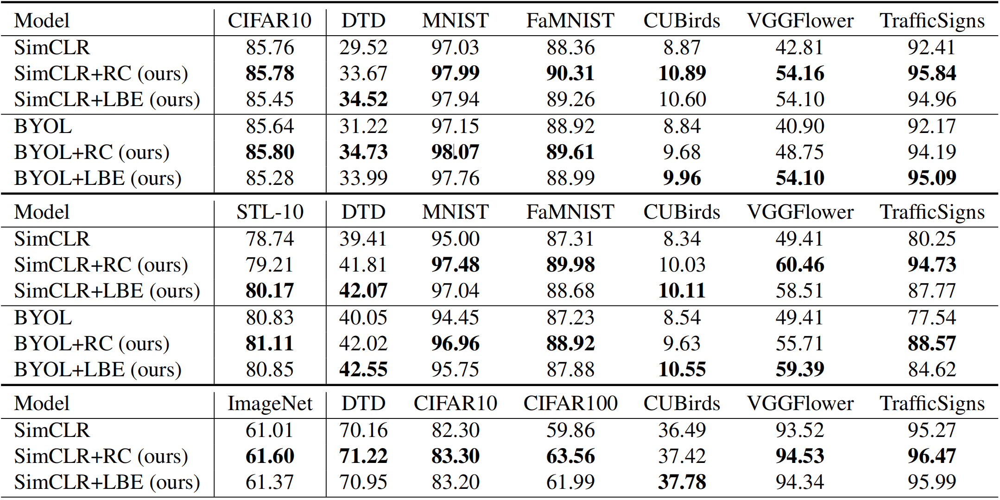 Model CIFAR10 DTD MNIST FaMNIST CUBirds VGGFlower TrafficSigns
SimCLR 85.76 29.52 97.03 88.36 8.87 42.81 92.41
SimCLR+RC (ours) 85.78 33.67 97.99 90.31 10.89 54.16 95.84
SimCLR+LBE (ours) 85.45 34.52 97.94 89.26 10.60 54.10 94.96
BYOL 85.64 31.22 97.15 88.92 8.84 40.90 92.17
BYOL+RC (ours) 85.80 34.73 98.07 89.61 9.68 48.75 94.19
BYOL+LBE (ours) 85.28 33.99 97.76 88.99 9.96 54.10 95.09
Model STL-10 DTD MNIST FaMNIST CUBirds VGGFlower TrafficSigns
SimCLR 78.74 39.41 95.00 87.31 8.34 49.41 80.25
SimCLR+RC (ours) 79.21 41.81 97.48 89.98 10.03 60.46 94.73
SimCLR+LBE (ours) 80.17 42.07 97.04 88.68 10.11 58.51 87.77
BYOL 80.83 40.05 94.45 87.23 8.54 49.41 77.54
BYOL+RC (ours) 81.11 42.02 96.96 88.92 9.63 55.71 88.57
BYOL+LBE (ours) 80.85 42.55 95.75 87.88 10.55 59.39 84.62
Model ImageNet DTD CIFAR10 CIFAR100 CUBirds VGGFlower TrafficSigns
SimCLR 61.01 70.16 82.30 59.86 36.49 93.52 95.27
SimCLR+RC (ours) 61.60 71.22 83.30 63.56 37.42 94.53 96.47
SimCLR+LBE (ours) 61.37 70.95 83.20 61.99 37.78 94.34 95.99